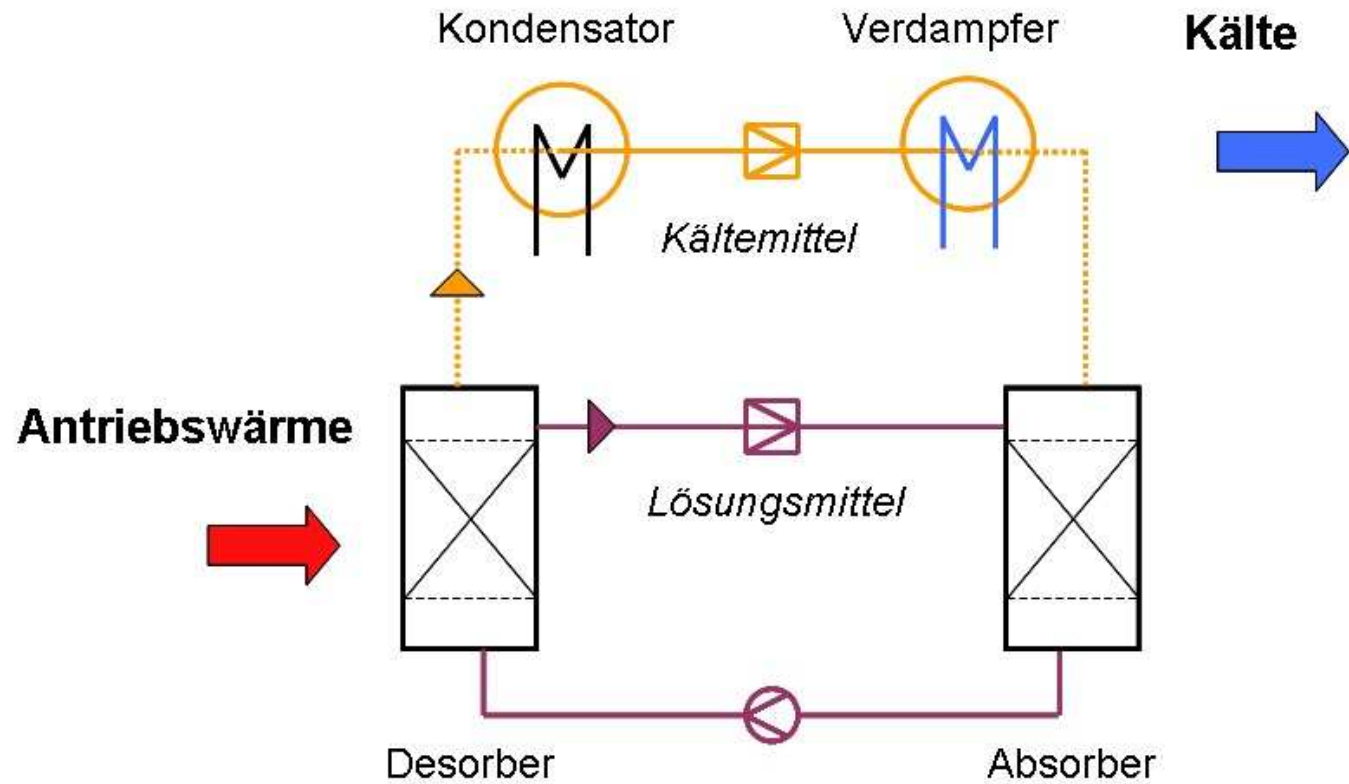 Kondensator
Verdampfer
Kälte
Kältemittel
Antriebswärme
Lösungsmittel
Desorber
Absorber